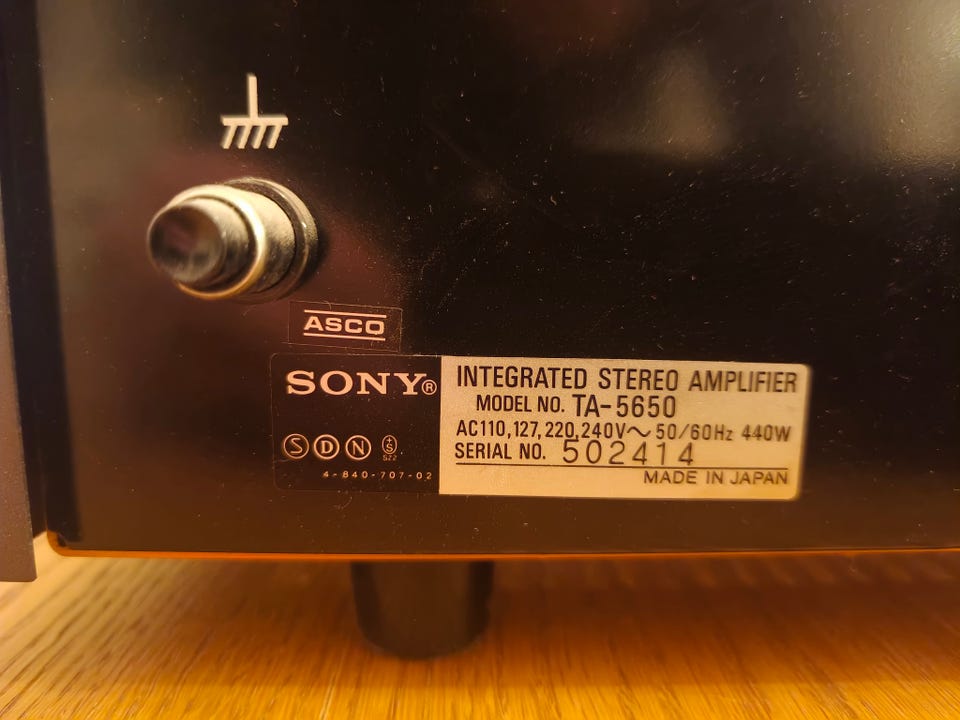 ASCO
SONY®
S D N S
4-840-707-02
INTEGRATED STEREO AMPLIFIER
MODEL NO. TA-5650
AC110,127,220,240V~50/60Hz 440W
SERIAL NO. 502414
MADE IN JAPAN